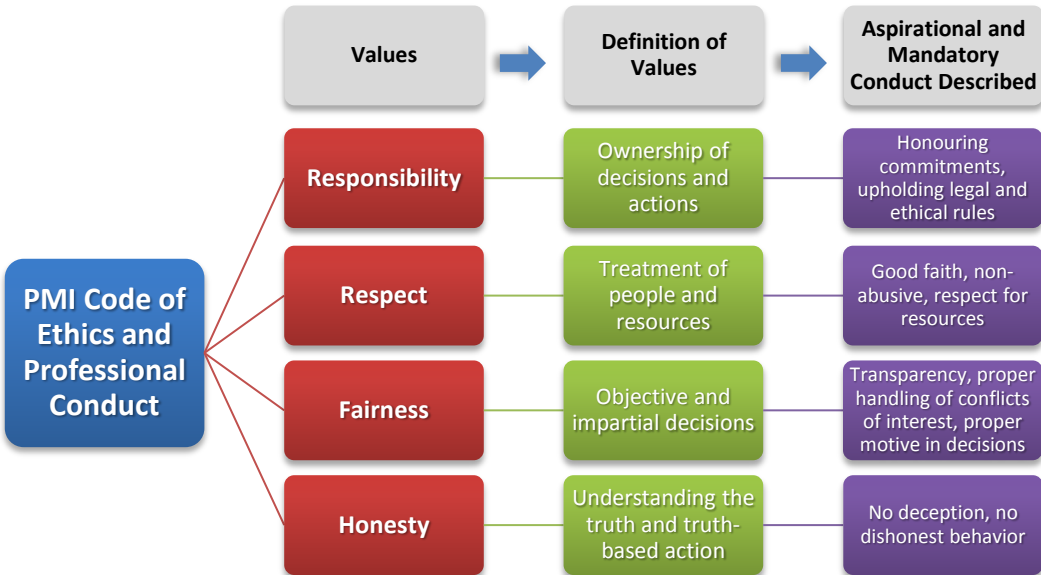 Values
Definition of
Values
Aspirational and
Mandatory
Conduct Described
PMI Code of
Ethics and
Professional
Conduct
Responsibility
Ownership of
decisions and
actions
Honouring
commitments,
upholding legal and
ethical rules
Respect
Treatment of
people and
resources
Good faith, non-
abusive, respect for
resources
Fairness
Objective and
impartial decisions
Transparency, proper
handling of conflicts
of interest, proper
motive in decisions
Honesty
Understanding the
truth and truth-
based action
No deception, no
dishonest behavior